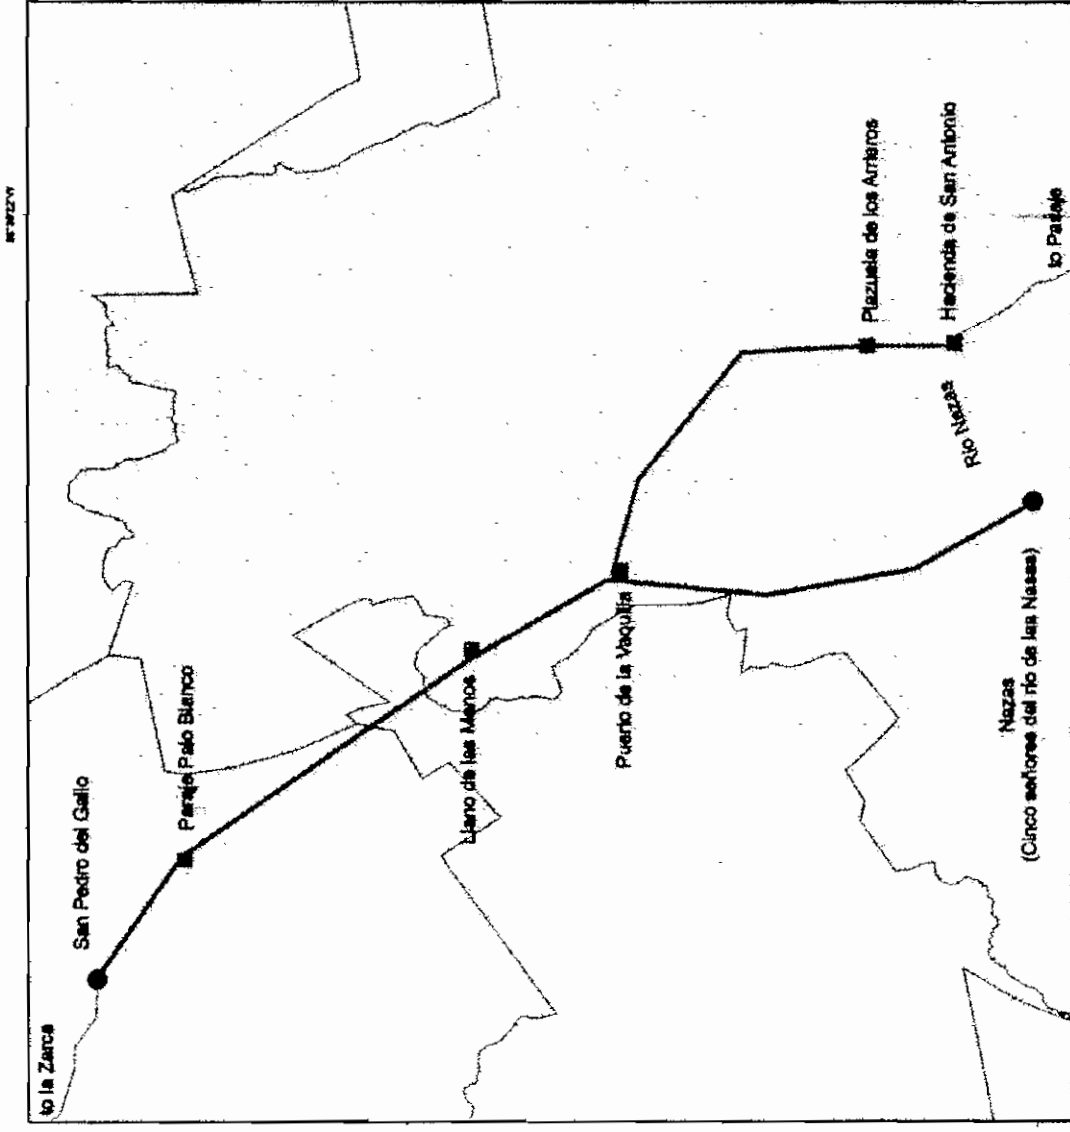 to la Zarca
San Pedro del Gallo
Paraje Palo Blanco
Llano de las Manos
Puerto de la Vaquilla
Plazuela de los Arrieros
Hacienda de San Antonio
Río Nazas
to Pasaje
Nazas
(Cinco señores del río de las Nasas)